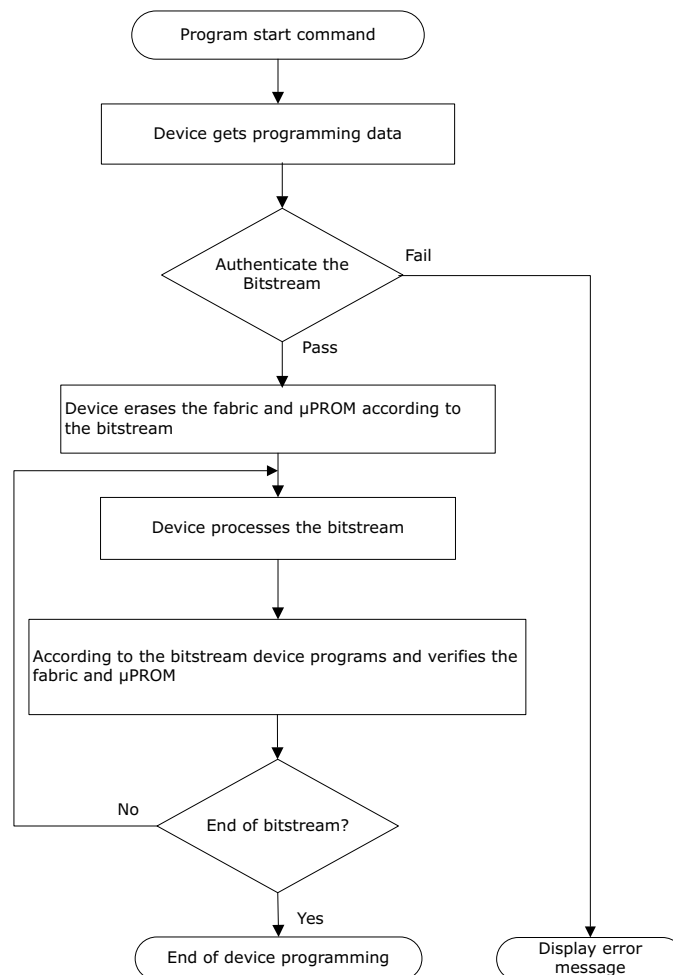 Program start command
Device gets programming data
Authenticate the
Bitstream
Fail
Pass
Device erases the fabric and µPROM according to
the bitstream
Device processes the bitstream
According to the bitstream device programs and verifies the
fabric and µPROM
End of bitstream?
No
Yes
End of device programming
Display error
message